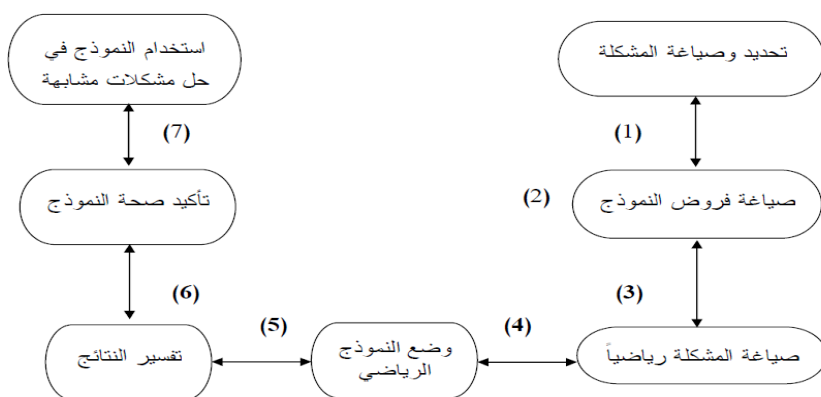 تحديد وصياغة المشكلة
(1)
(2)
صياغة فروض النموذج
(3)
صياغة المشكلة رياضياً
(4)
وضع النموذج
الرياضي
(5)
تفسير النتائج
(6)
تأكيد صحة النموذج
(7)
استخدام النموذج في
حل مشكلات مشابهة